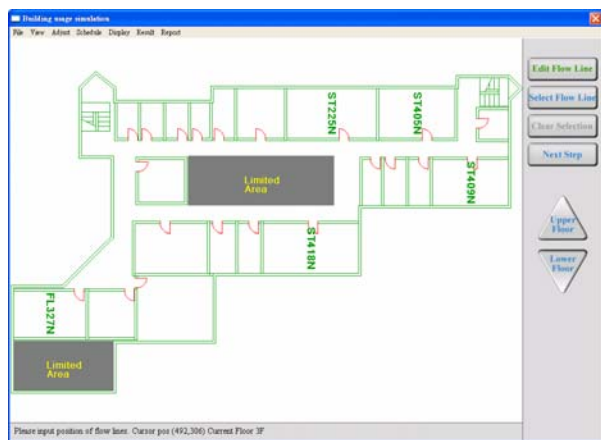 Building usage simulation
File View Adjust Schedule Display Result Report
Edit Flow Line
Select Flow Line
Clear Selection
Next Step
Upper
Floor
Lower
Floor
ST225N
ST405N
Limited
Area
ST409N
ST418N
FL327N
Limited
Area
Please input position of flow lines. Cursor pos (492,306) Current Floor 3F